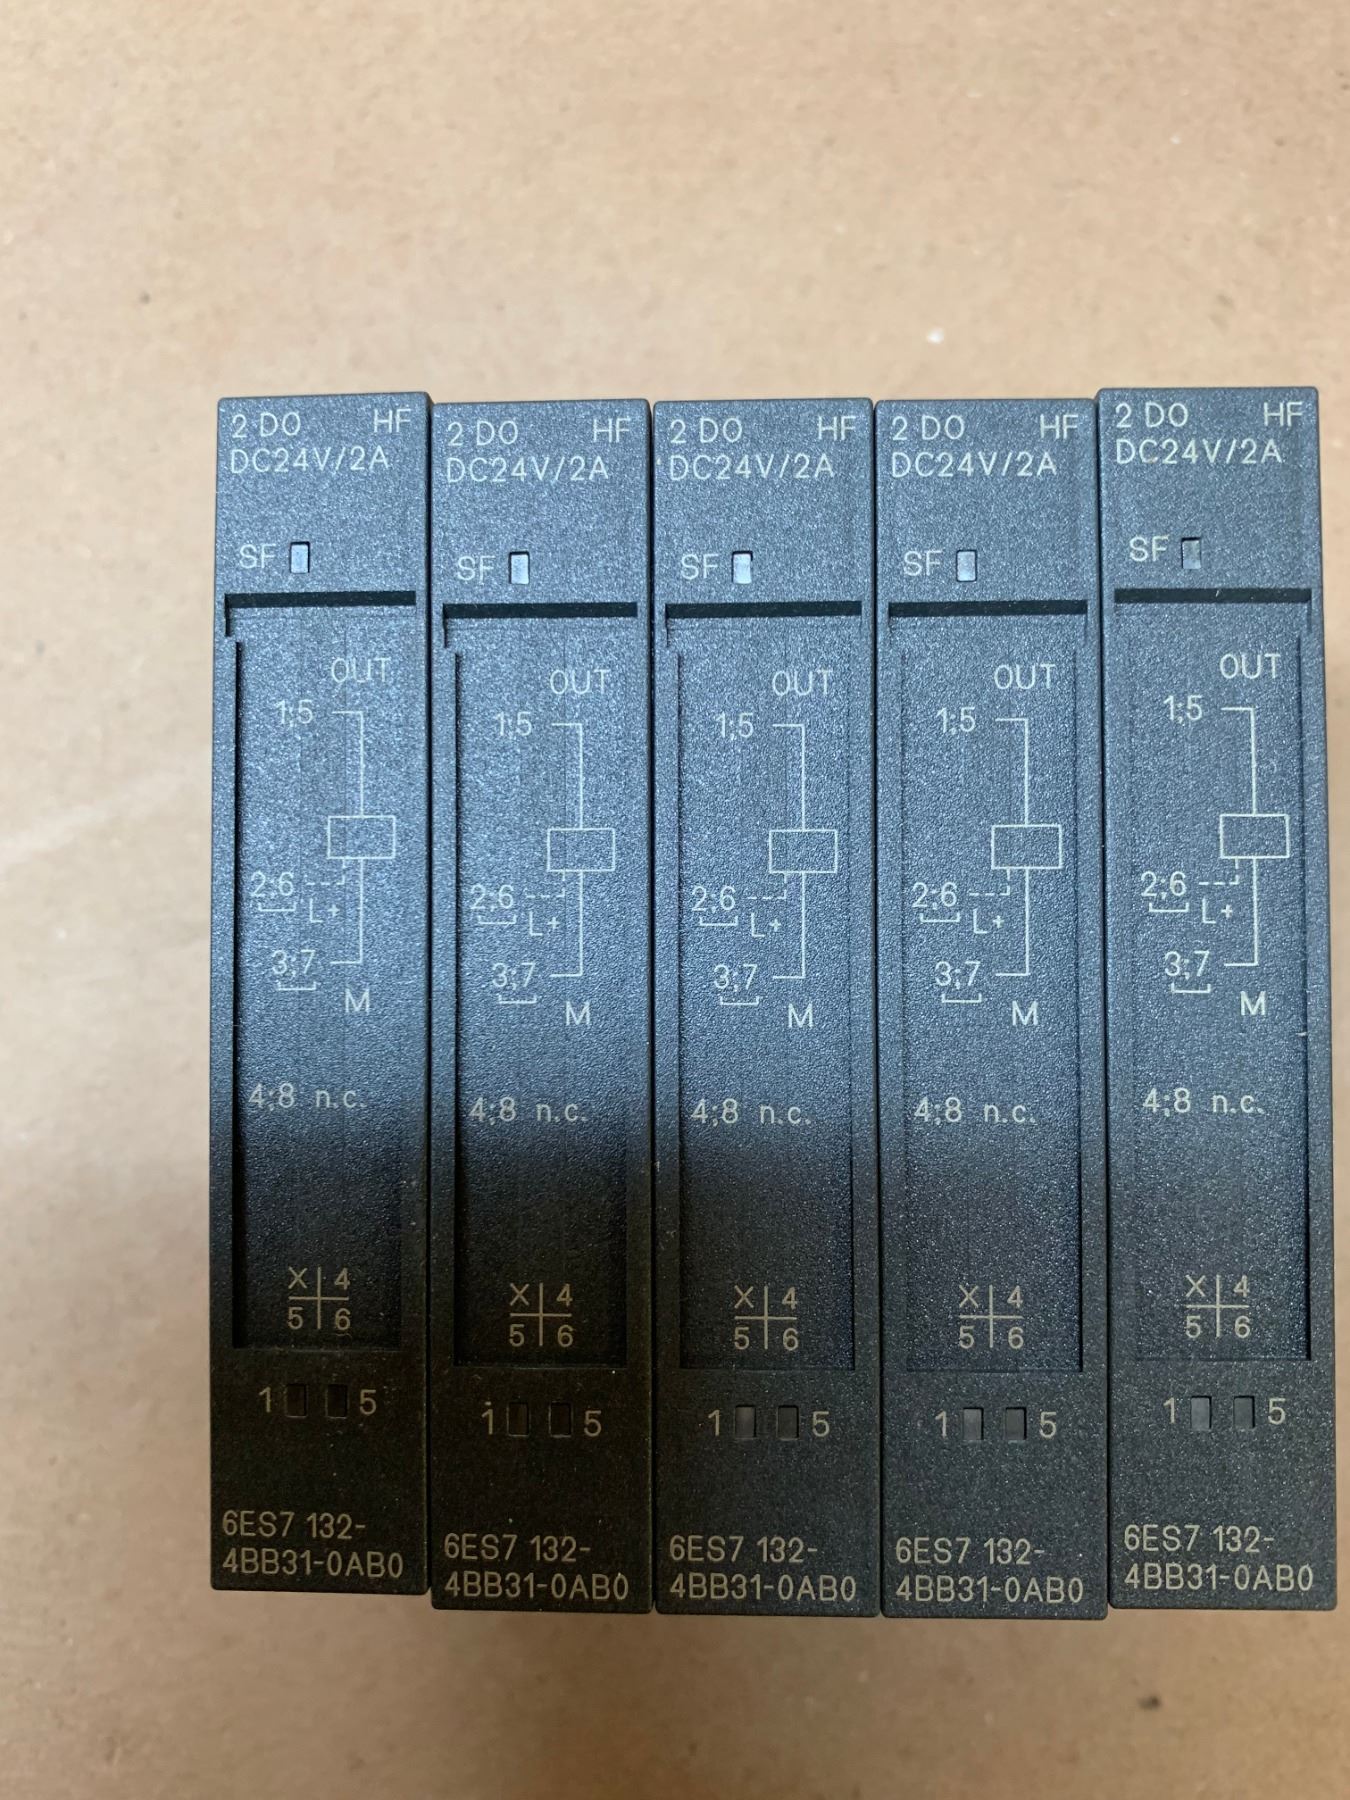 2 DO HF
DC24V/2A
SF
OUT
1;5
2;6
L+
3;7
M
4;8 n.c.
X 4
5 6
1 5
6ES7 132-
4BB31-0AB0
2 DO HF
DC24V/2A
SF
OUT
1;5
2;6
L+
3;7
M
4;8 n.c.
X 4
5 6
1 5
6ES7 132-
4BB31-0AB0
2 DO HF
DC24V/2A
SF
OUT
1;5
2;6
L+
3;7
M
4;8 n.c.
X 4
5 6
1 5
6ES7 132-
4BB31-0AB0
2 DO HF
DC24V/2A
SF
OUT
1;5
2;6
L+
3;7
M
4;8 n.c.
X 4
5 6
1 5
6ES7 132-
4BB31-0AB0
2 DO HF
DC24V/2A
SF
OUT
1;5
2;6
L+
3;7
M
4;8 n.c.
X 4
5 6
1 5
6ES7 132-
4BB31-0AB0